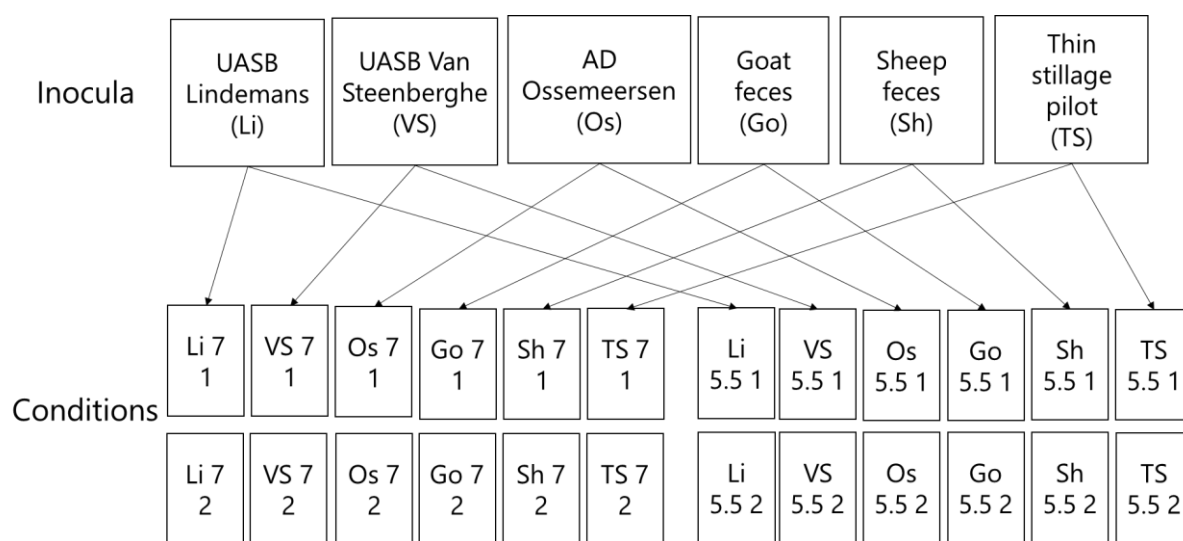 Inocula
UASB
Lindemans
(Li)
UASB Van
Steenberghe
(VS)
AD
Ossemeersen
(Os)
Goat
feces
(Go)
Sheep
feces
(Sh)
Thin
stillage
pilot
(TS)
Conditions
Li 7
1
VS 7
1
Os 7
1
Go 7
1
Sh 7
1
TS 7
1
Li
5.5 1
VS
5.5 1
Os
5.5 1
Go
5.5 1
Sh
5.5 1
TS
5.5 1
Li 7
2
VS 7
2
Os 7
2
Go 7
2
Sh 7
2
TS 7
2
Li
5.5 2
VS
5.5 2
Os
5.5 2
Go
5.5 2
Sh
5.5 2
TS
5.5 2